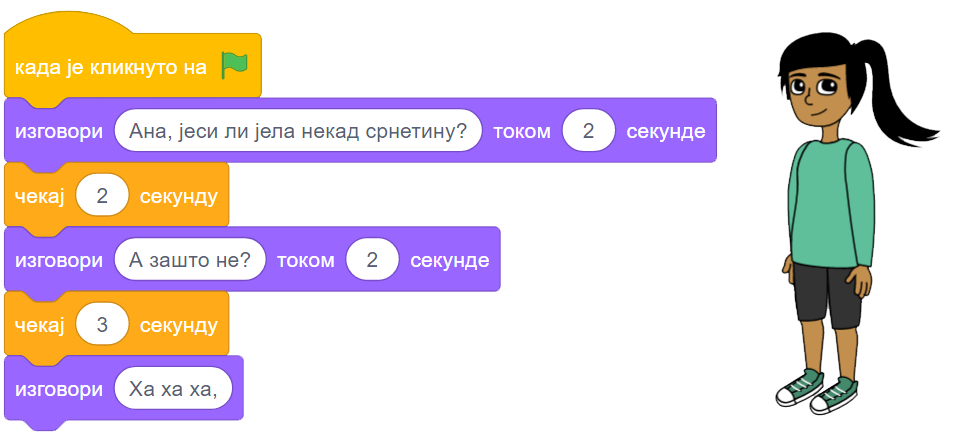 када је кликнуто на
изговори Ана, јеси ли јела некад срнетину? током 2 секунде
чекај 2 секунду
изговори А зашто не? током 2 секунде
чекај 3 секунду
изговори Ха ха ха,